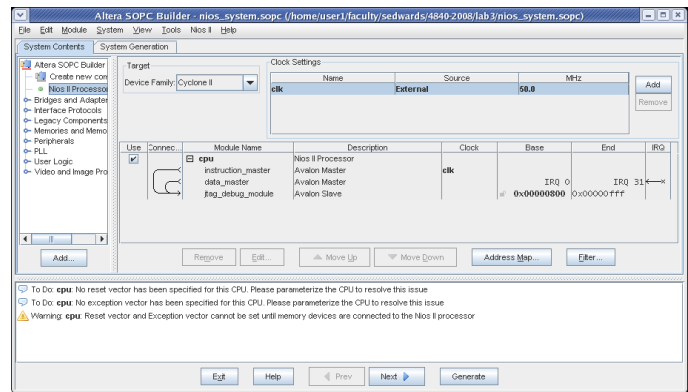 Altera SOPC Builder - nios_system.sopc (/home/user1/faculty/sedwards/4840-2008/lab3/nios_system.sopc)
File Edit Module System View Tools Nios II Help
System Contents System Generation
Altera SOPC Builder
Create new con
Nios II Processo
Bridges and Adapter
Interface Protocols
Legacy Components
Memories and Memo
Peripherals
PLL
User Logic
Video and Image Pro
Add...
Target
Device Family: Cyclone II
Clock Settings
Name Source MHz
clk External 50.0
Add
Remove
Use Connec... Module Name Description Clock Base End IRQ
cpu Nios II Processor
instruction_master Avalon Master clk
data_master Avalon Master IRQ 0 IRQ 31
jtag_debug_module Avalon Slave 0x00000800 0x00000fff
Remove Edit... Move Up Move Down Address Map... Filter...
To Do: cpu: No reset vector has been specified for this CPU. Please parameterize the CPU to resolve this issue
To Do: cpu: No exception vector has been specified for this CPU. Please parameterize the CPU to resolve this issue
Warning: cpu: Reset vector and Exception vector cannot be set until memory devices are connected to the Nios II processor
Exit Help Prev Next Generate